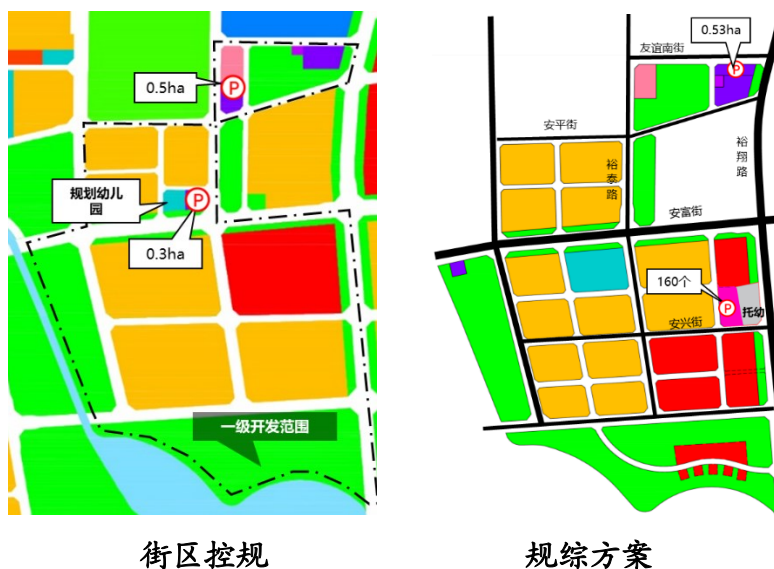 0.5ha
P
规划幼儿
园
P
0.3ha
一级开发范围
街区控规
0.53ha
友谊南街
P
安平街
裕泰路
裕翔路
安富街
160个
P
托幼
安兴街
规综方案